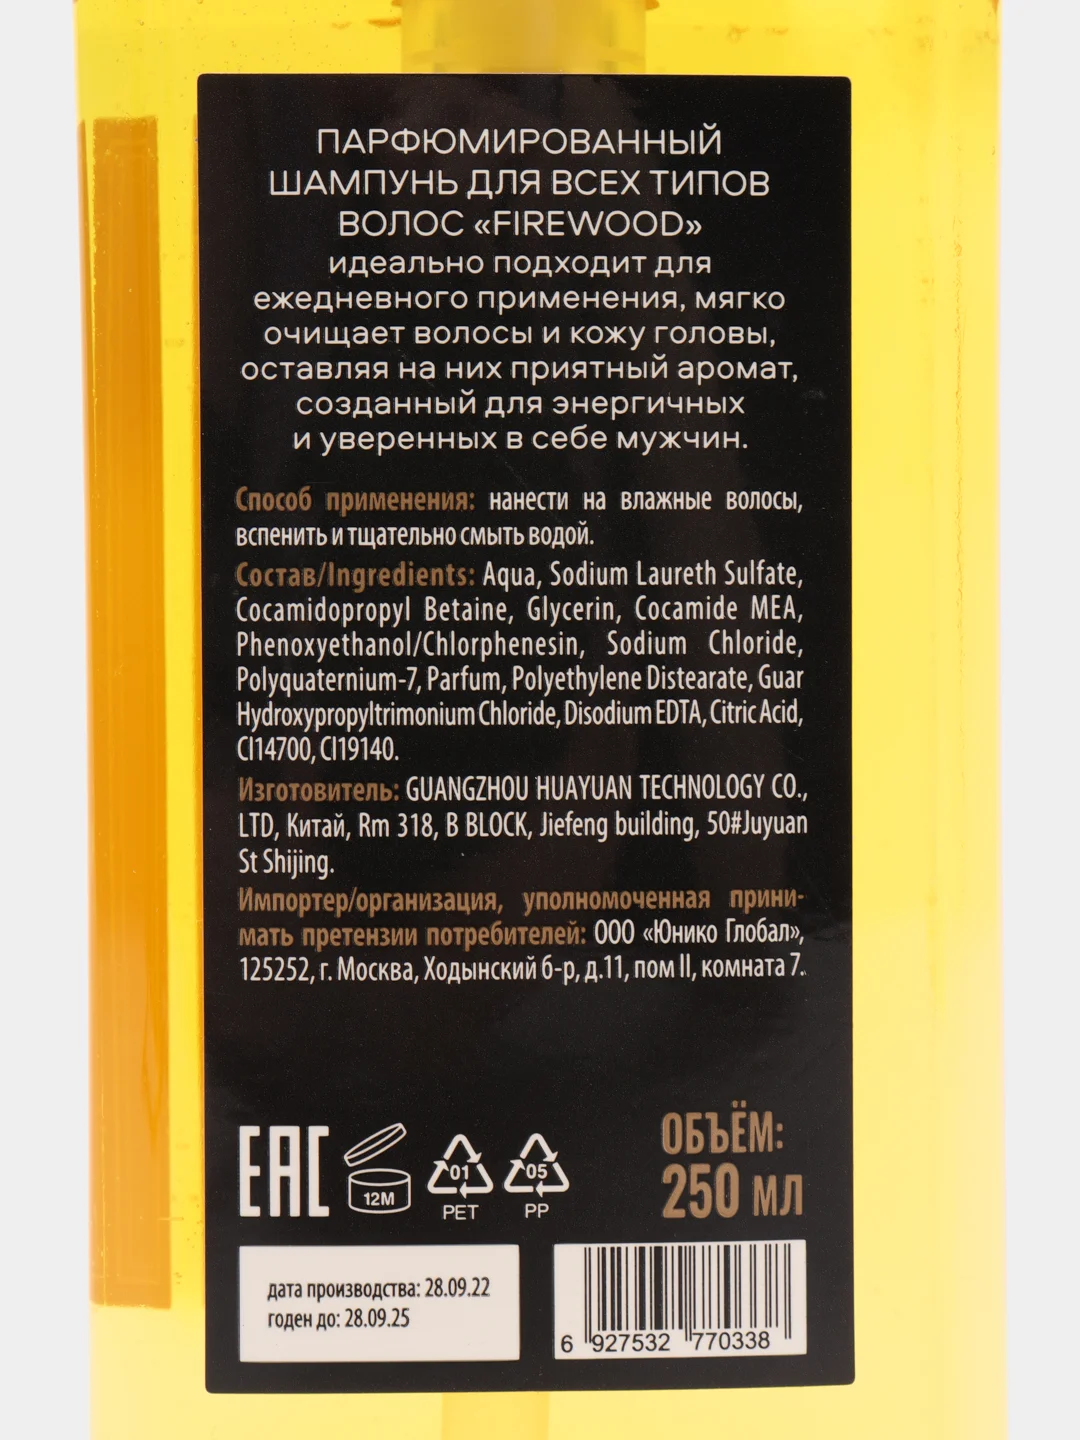 ПАРФЮМИРОВАННЫЙ
ШАМПУНЬ ДЛЯ ВСЕХ ТИПОВ
ВОЛОС «FIREWOOD»
идеально подходит для
ежедневного применения, мягко
очищает волосы и кожу головы,
оставляя на них приятный аромат,
созданный для энергичных
и уверенных в себе мужчин.
Способ применения: нанести на влажные волосы,
вспенить и тщательно смыть водой.
Состав/Ingredients: Aqua, Sodium Laureth Sulfate,
Cocamidopropyl Betaine, Glycerin, Cocamide MEA,
Phenoxyethanol/Chlorphenesin, Sodium Chloride,
Polyquaternium-7, Parfum, Polyethylene Distearate, Guar
Hydroxypropyltrimonium Chloride, Disodium EDTA, Citric Acid,
CI14700, CI19140.
Изготовитель: GUANGZHOU HUAYUAN TECHNOLOGY CO.,
LTD, Китай, Rm 318, B BLOCK, Jiefeng building, 50#Juyuan
St Shijing.
Импортер/организация, уполномоченная прини-
мать претензии потребителей: ООО «Юнико Глобал»,
125252, г. Москва, Ходынский б-р, д.11, пом II, комната 7.
ЕАС
12M
01
PET
05
PP
ОБЪЁМ:
250 МЛ
дата производства: 28.09.22
годен до: 28.09.25
6 927532 770338